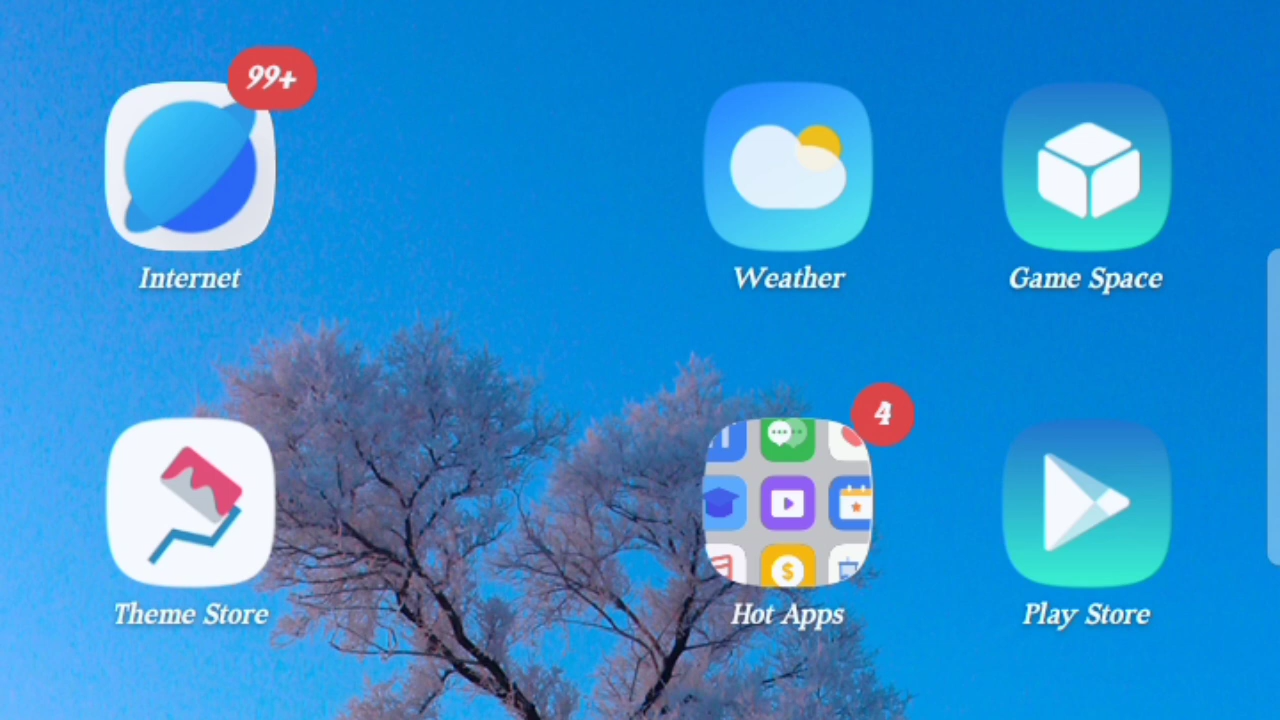 99+
Internet
Weather
Game Space
4
Theme Store
Hot Apps
Play Store